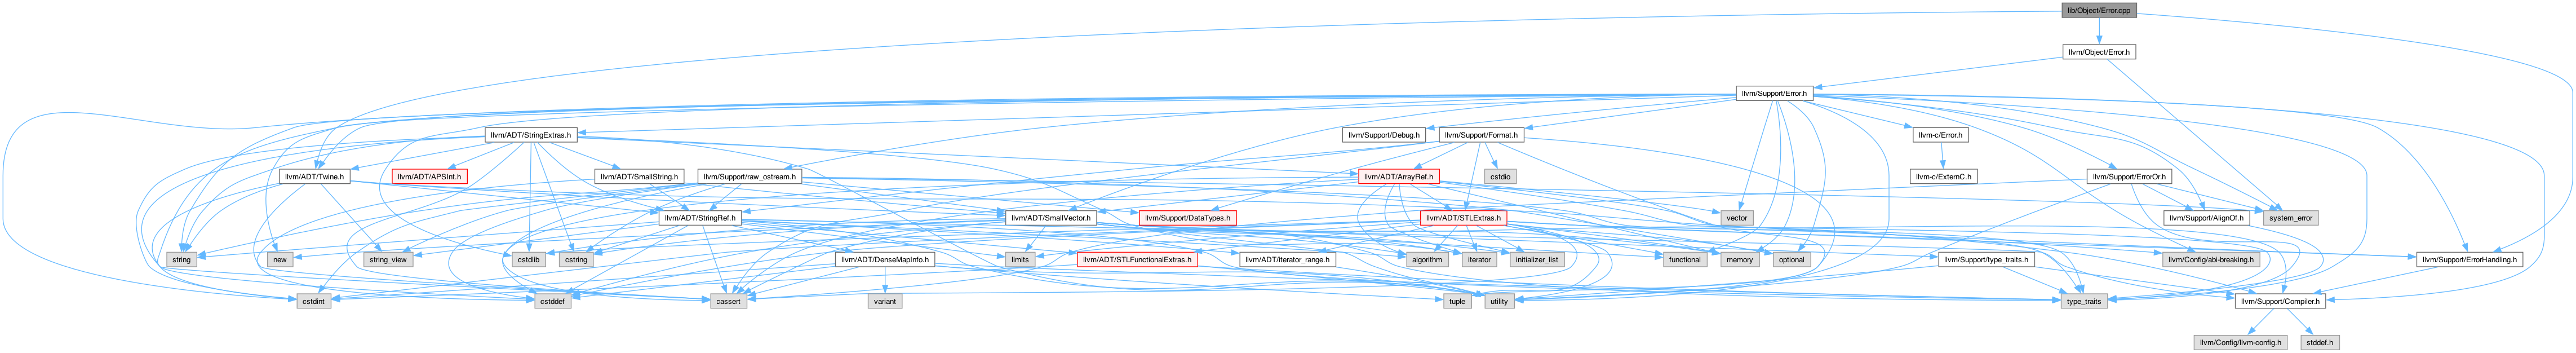 lib/Object/Error.cpp
llvm/Object/Error.h
llvm/Support/Error.h
llvm/ADT/StringExtras.h
llvm/Support/Debug.h
llvm/Support/Format.h
llvm-c/Error.h
llvm/ADT/Twine.h
llvm/ADT/APSInt.h
llvm/ADT/SmallString.h
llvm/Support/raw_ostream.h
llvm/ADT/ArrayRef.h
cstdio
llvm-c/ExternC.h
llvm/Support/ErrorOr.h
llvm/ADT/StringRef.h
llvm/ADT/SmallVector.h
llvm/Support/DataTypes.h
llvm/ADT/STLExtras.h
vector
llvm/Support/AlignOf.h
system_error
string
new
string_view
cstdlib
cstring
llvm/ADT/DenseMapInfo.h
limits
llvm/ADT/STLFunctionalExtras.h
llvm/ADT/iterator_range.h
algorithm
iterator
initializer_list
functional
memory
optional
llvm/Support/type_traits.h
llvm/Config/abi-breaking.h
llvm/Support/ErrorHandling.h
cstdint
cstddef
cassert
variant
tuple
utility
type_traits
llvm/Support/Compiler.h
llvm/Config/llvm-config.h
stddef.h